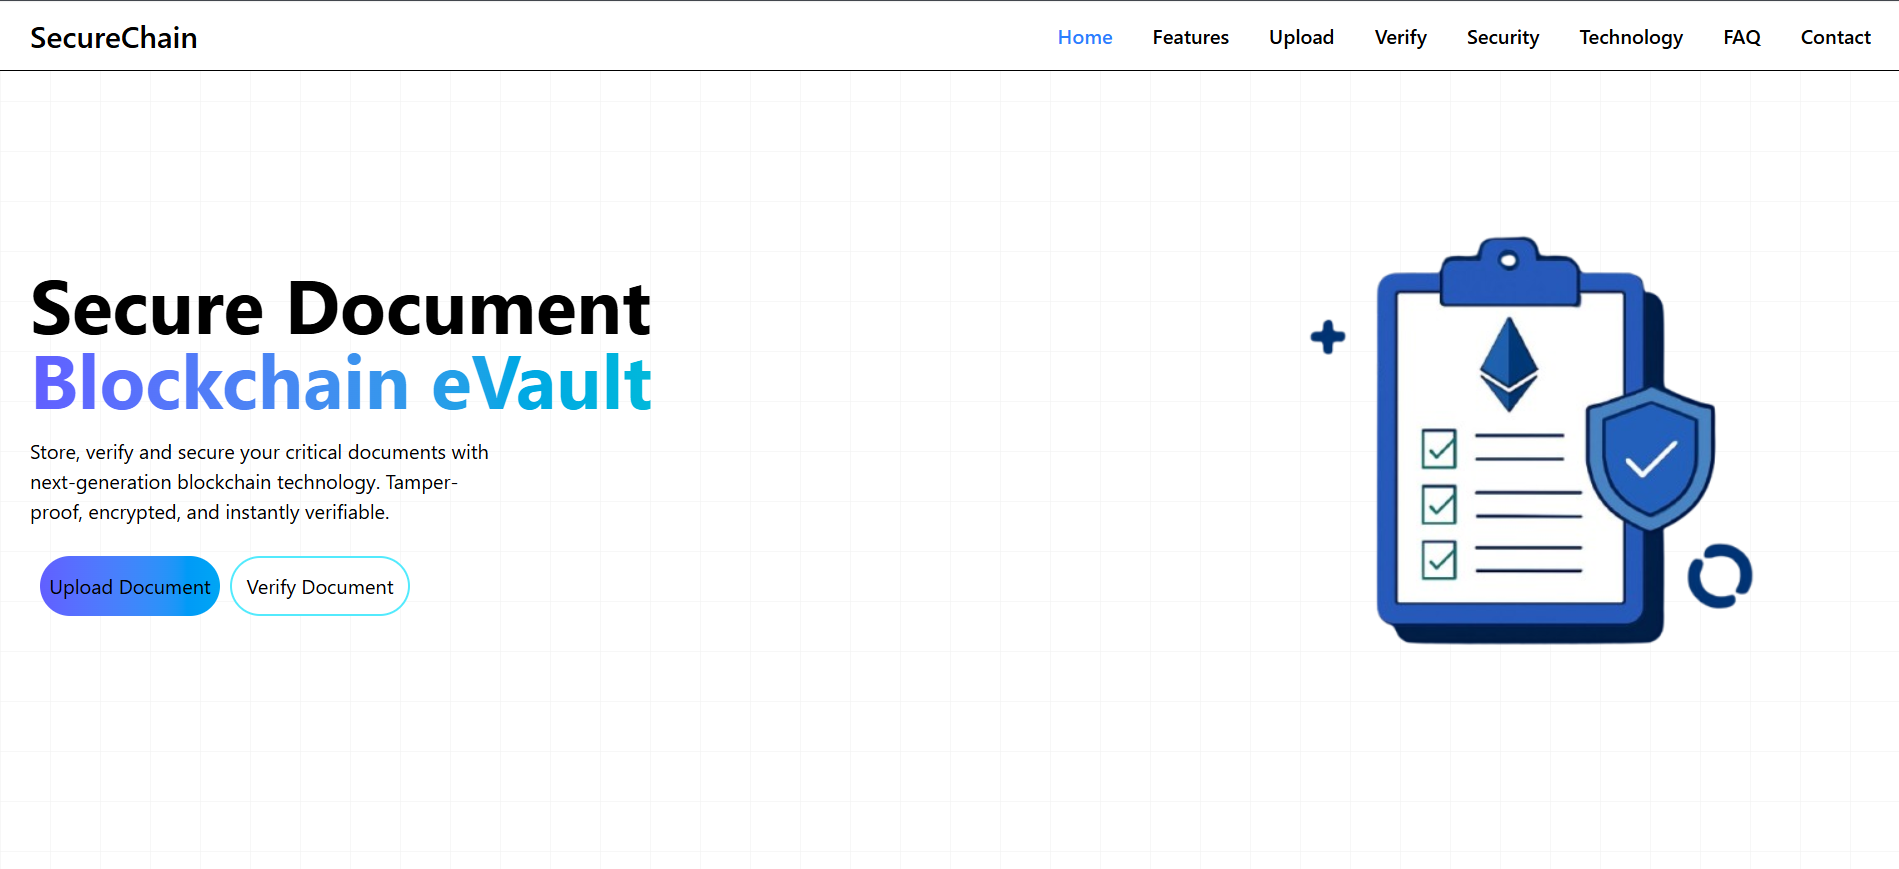 SecureChain
Home Features Upload Verify Security Technology FAQ Contact
Secure Document
Blockchain eVault
Store, verify and secure your critical documents with
next-generation blockchain technology. Tamper-
proof, encrypted, and instantly verifiable.
Upload Document Verify Document